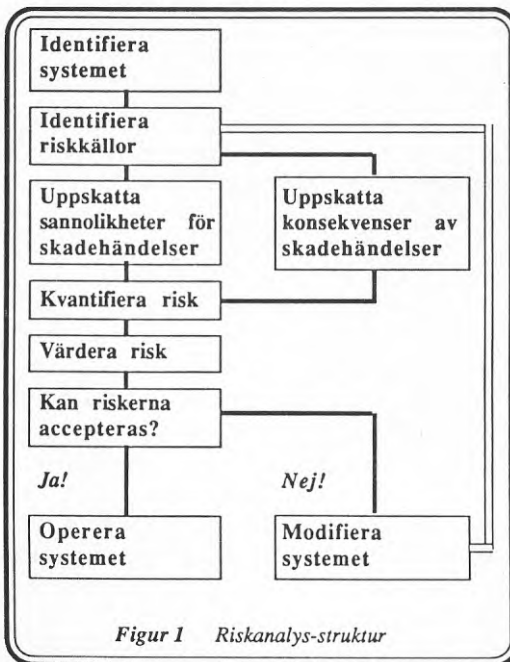 Identifiera
systemet
Identifiera
riskkällor
Uppskatta
sannolikheter för
skadehändelser
Uppskatta
konsekvenser av
skadehändelser
Kvantifiera risk
Värdera risk
Kan riskerna
accepteras?
Ja!
Nej!
Operera
systemet
Modifiera
systemet
Figur 1 Riskanalys-struktur